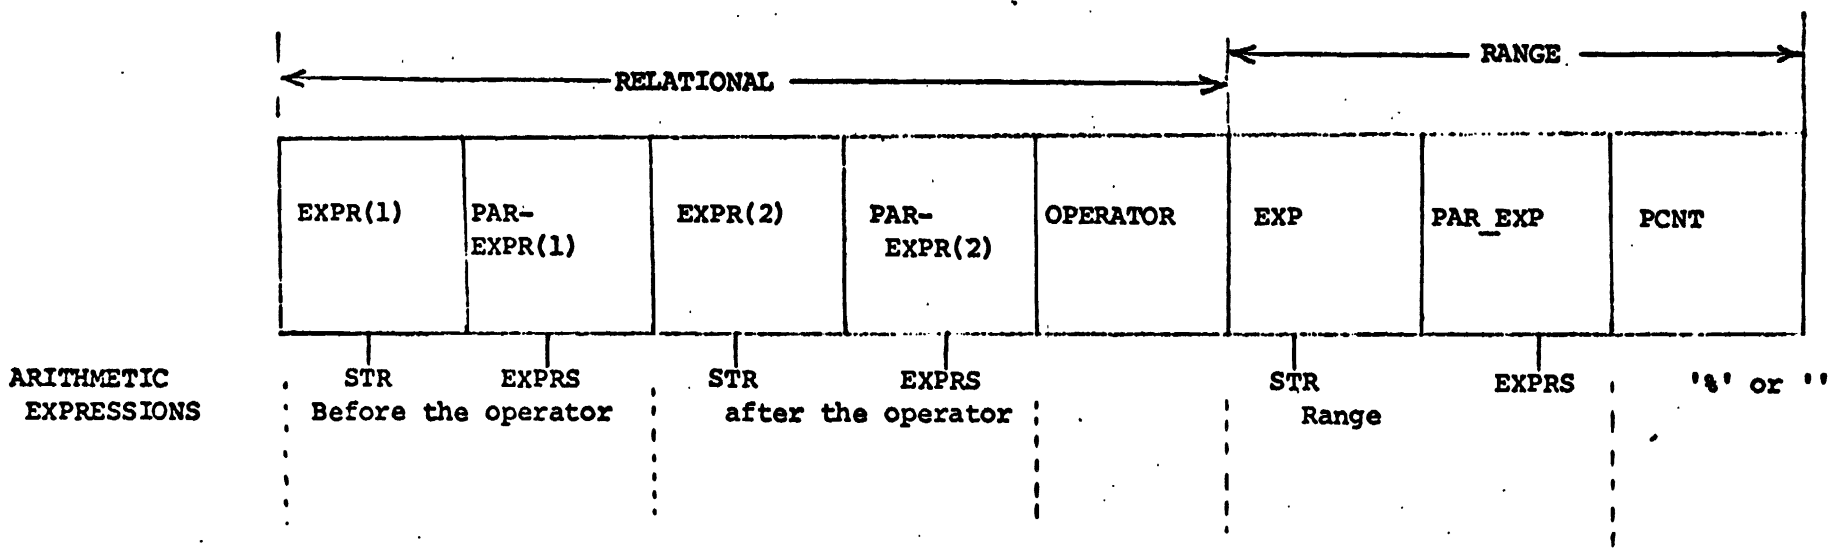 RANGE
RELATIONAL
EXPR(1) PAR- EXPR(2) PAR- OPERATOR EXP PAR_EXP PCNT
EXPR(1) EXPR(2)
ARITHMETIC STR EXPRS STR EXPRS STR EXPRS '%' or ''
EXPRESSIONS Before the operator after the operator Range